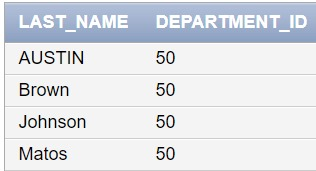 LAST_NAME DEPARTMENT_ID
AUSTIN 50
Brown 50
Johnson 50
Matos 50